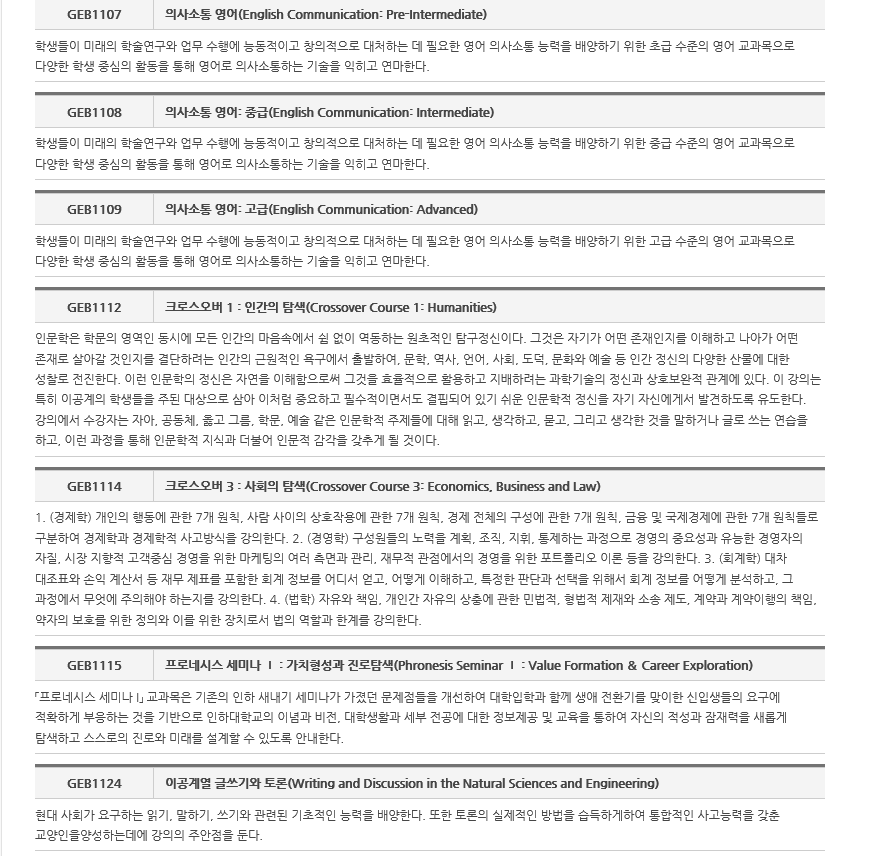 GEB1107 의사소통 영어(English Communication: Pre-Intermediate)
학생들이 미래의 학술연구와 업무 수행에 능동적이고 창의적으로 대처하는 데 필요한 영어 의사소통 능력을 배양하기 위한 초급 수준의 영어 교과목으로
다양한 학생 중심의 활동을 통해 영어로 의사소통하는 기술을 익히고 연마한다.
GEB1108 의사소통 영어: 중급(English Communication: Intermediate)
학생들이 미래의 학술연구와 업무 수행에 능동적이고 창의적으로 대처하는 데 필요한 영어 의사소통 능력을 배양하기 위한 중급 수준의 영어 교과목으로
다양한 학생 중심의 활동을 통해 영어로 의사소통하는 기술을 익히고 연마한다.
GEB1109 의사소통 영어: 고급(English Communication: Advanced)
학생들이 미래의 학술연구와 업무 수행에 능동적이고 창의적으로 대처하는 데 필요한 영어 의사소통 능력을 배양하기 위한 고급 수준의 영어 교과목으로
다양한 학생 중심의 활동을 통해 영어로 의사소통하는 기술을 익히고 연마한다.
GEB1112 크로스오버 1 : 인간의 탐색(Crossover Course 1: Humanities)
인문학은 학문의 영역인 동시에 모든 인간의 마음속에서 쉴 없이 역동하는 원초적인 탐구정신이다. 그것은 자기가 어떤 존재인지를 이해하고 나아가 어떤
존재로 살아갈 것인지를 결단하려는 인간의 근원적인 욕구에서 출발하여, 문학, 역사, 언어, 사회, 도덕, 문화와 예술 등 인간 정신의 다양한 산물에 대한
성찰로 전진한다. 이런 인문학의 정신은 자연을 이해함으로써 그것을 효율적으로 활용하고 지배하려는 과학기술의 정신과 상호보완적 관계에 있다. 이 강의는
특히 이공계의 학생들을 주된 대상으로 삼아 이처럼 중요하고 필수적이면서도 결핍되어 있기 쉬운 인문학적 정신을 자기 자신에게서 발견하도록 유도한다.
강의에서 수강자는 자아, 공동체, 옳고 그름, 학문, 예술 같은 인문학적 주제들에 대해 읽고, 생각하고, 묻고, 그리고 생각한 것을 말하거나 글로 쓰는 연습을
하고, 이런 과정을 통해 인문학적 지식과 더불어 인문적 감각을 갖추게 될 것이다.
GEB1114 크로스오버 3 : 사회의 탐색(Crossover Course 3: Economics, Business and Law)
1. (경제학) 개인의 행동에 관한 7개 원칙, 사람 사이의 상호작용에 관한 7개 원칙, 경제 전체의 구성에 관한 7개 원칙, 금융 및 국제경제에 관한 7개 원칙들로
구분하여 경제학과 경제학적 사고방식을 강의한다. 2. (경영학) 구성원들의 노력을 계획, 조직, 지휘, 통제하는 과정으로 경영의 중요성과 유능한 경영자의
자질, 시장 지향적 고객중심 경영을 위한 마케팅의 여러 측면과 관리, 재무적 관점에서의 경영을 위한 포트폴리오 이론 등을 강의한다. 3. (회계학) 대차
대조표와 손익 계산서 등 재무 제표를 포함한 회계 정보를 어디서 얻고, 어떻게 이해하고, 특정한 판단과 선택을 위해서 회계 정보를 어떻게 분석하고, 그
과정에서 무엇에 주의해야 하는지를 강의한다. 4. (법학) 자유와 책임, 개인간 자유의 상충에 관한 민법적, 형법적 제재와 소송 제도, 계약과 계약이행의 책임,
약자의 보호를 위한 정의와 이를 위한 장치로서 법의 역할과 한계를 강의한다.
GEB1115 프로네시스 세미나 Ⅰ : 가치형성과 진로탐색(Phronesis Seminar Ⅰ : Value Formation & Career Exploration)
「프로네시스 세미나 I」 교과목은 기존의 인하 새내기 세미나가 가졌던 문제점들을 개선하여 대학입학과 함께 생애 전환기를 맞이한 신입생들의 요구에
적확하게 부응하는 것을 기반으로 인하대학교의 이념과 비전, 대학생활과 세부 전공에 대한 정보제공 및 교육을 통하여 자신의 적성과 잠재력을 새롭게
탐색하고 스스로의 진로와 미래를 설계할 수 있도록 안내한다.
GEB1124 이공계열 글쓰기와 토론(Writing and Discussion in the Natural Sciences and Engineering)
현대 사회가 요구하는 읽기, 말하기, 쓰기와 관련된 기초적인 능력을 배양한다. 또한 토론의 실제적인 방법을 습득하게하여 통합적인 사고능력을 갖춘
교양인을양성하는데에 강의의 주안점을 둔다.